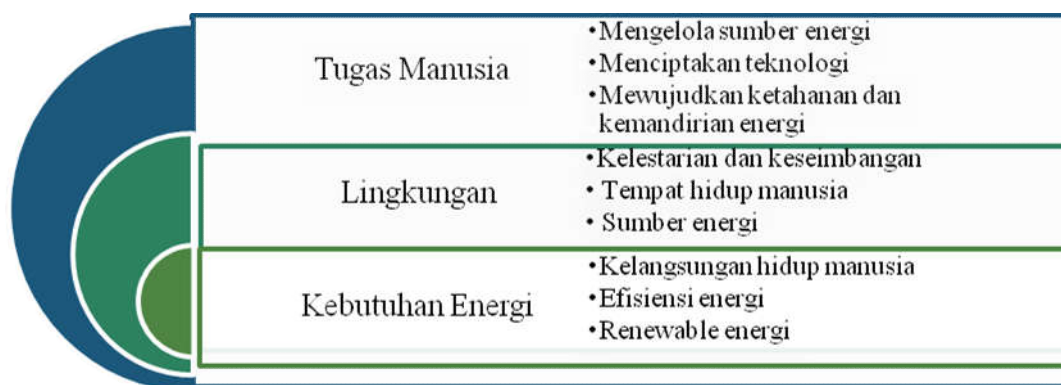 Tugas Manusia
•Mengelola sumber energi
•Menciptakan teknologi
•Mewujudkan ketahanan dan
kemandirian energi
Lingkungan
•Kelestarian dan keseimbangan
• Tempat hidup manusia
• Sumber energi
Kebutuhan Energi
•Kelangsungan hidup manusia
•Efisiensi energi
•Renewable energi